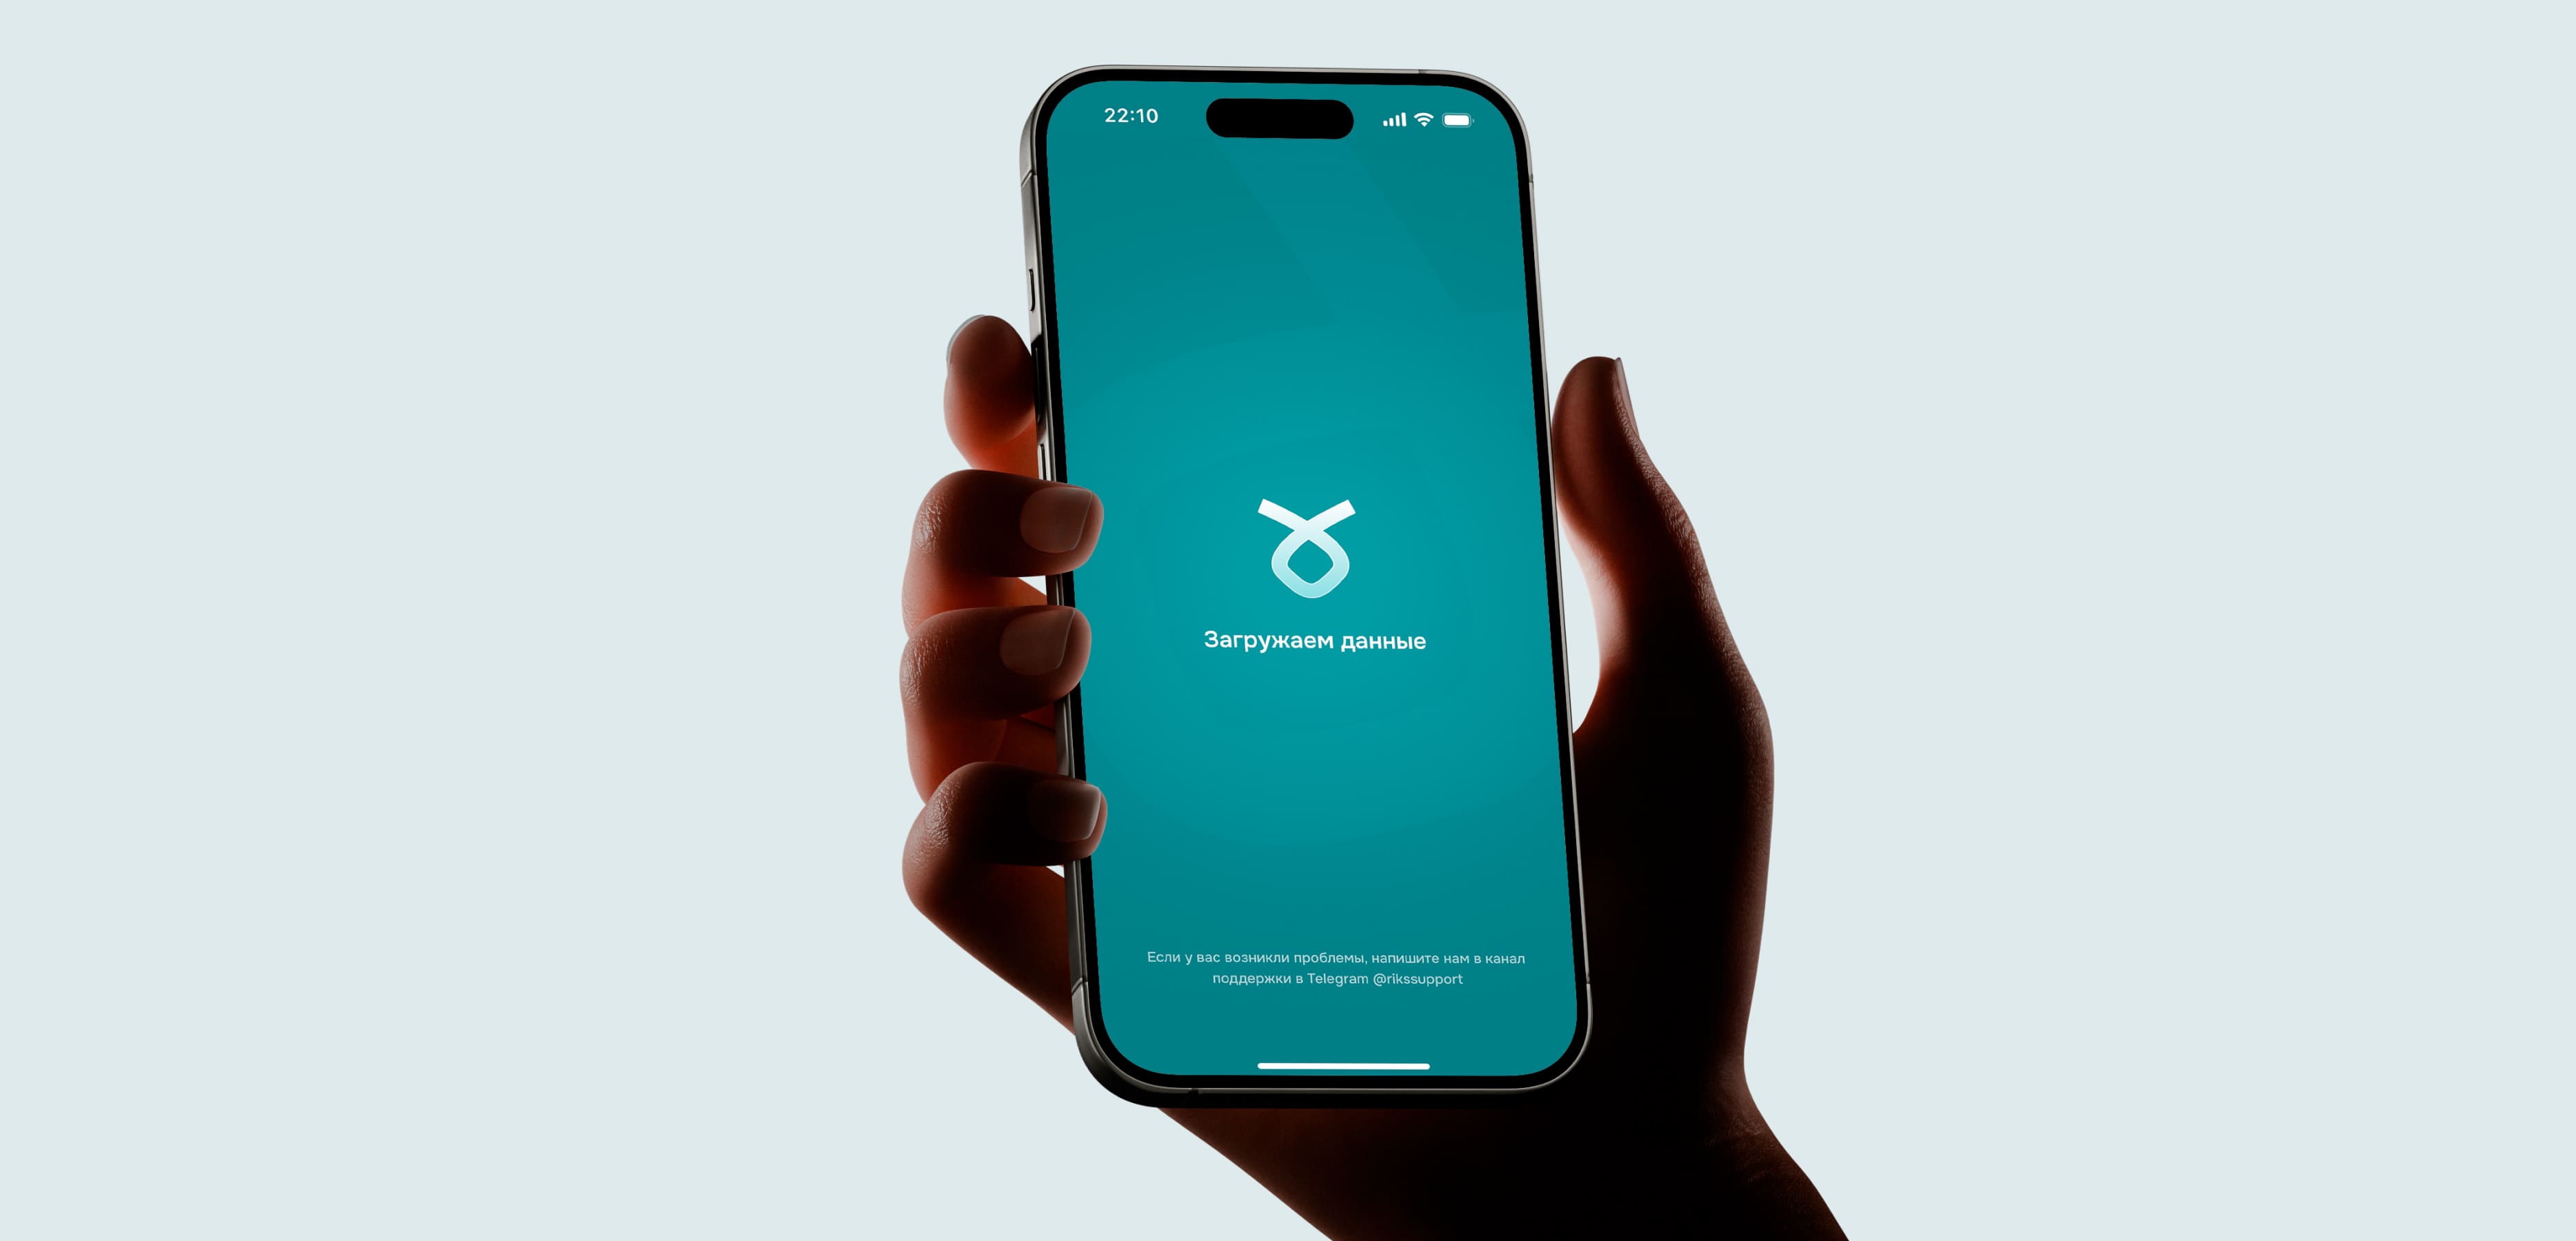 22:10
Загружаем данные
Если у вас возникли проблемы, напишите нам в канал
поддержки в Telegram @rikssupport